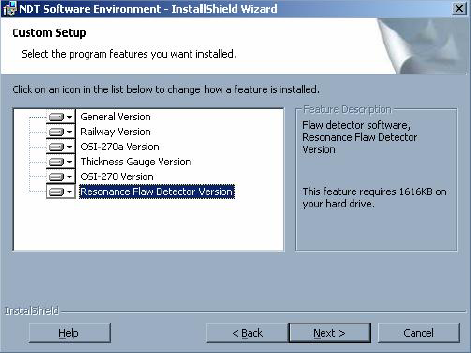 NDT Software Environment - InstallShield Wizard
Custom Setup
Select the program features you want installed.
Click on an icon in the list below to change how a feature is installed.
General Version
Railway Version
OSI-270a Version
Thickness Gauge Version
OSI-270 Version
Resonance Flaw Detector Version
Feature Description
Flaw detector software,
Resonance Flaw Detector
Version
This feature requires 1616KB on
your hard drive.
InstallShield
Help
< Back
Next >
Cancel